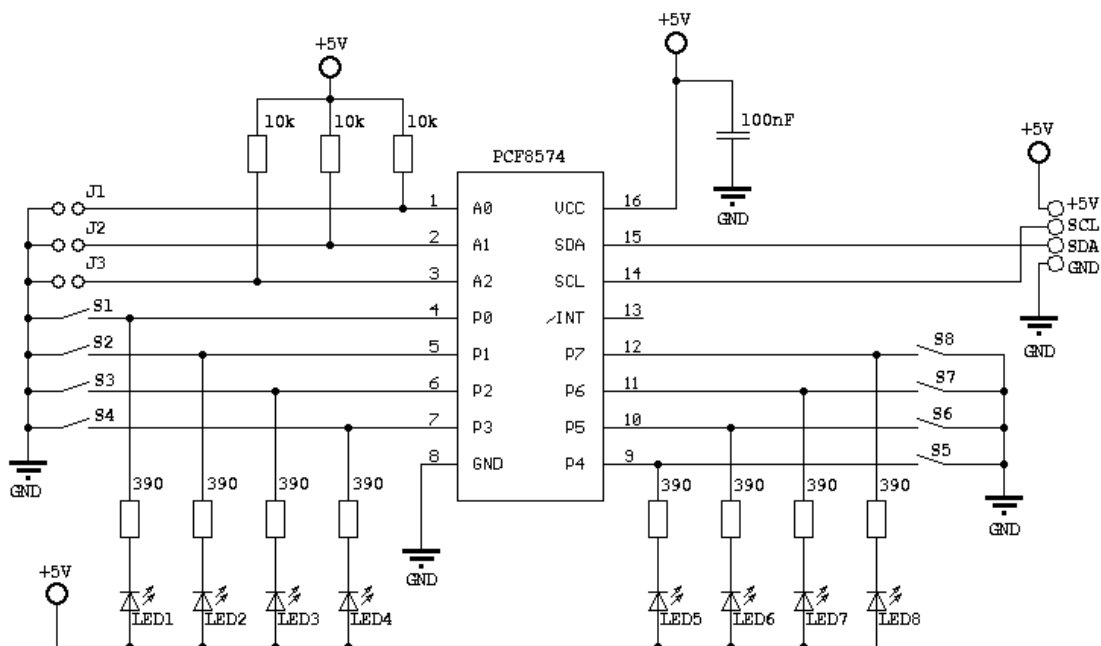 +5V
+5V
10k 10k 10k
100nF
+5V
PCF8574
GND
J1
1 A0 VCC 16
+5V
SCL
J2
2 A1 SDA 15
SDA
GND
J3
3 A2 SCL 14
S1
4 P0 /INT 13
GND
S2
5 P1 P7 12
S8
S3
6 P2 P6 11
S7
S4
7 P3 P5 10
S6
8 GND P4 9
S5
GND
390 390 390 390
390 390 390 390
GND
GND
+5V
LED1 LED2 LED3 LED4
LED5 LED6 LED7 LED8